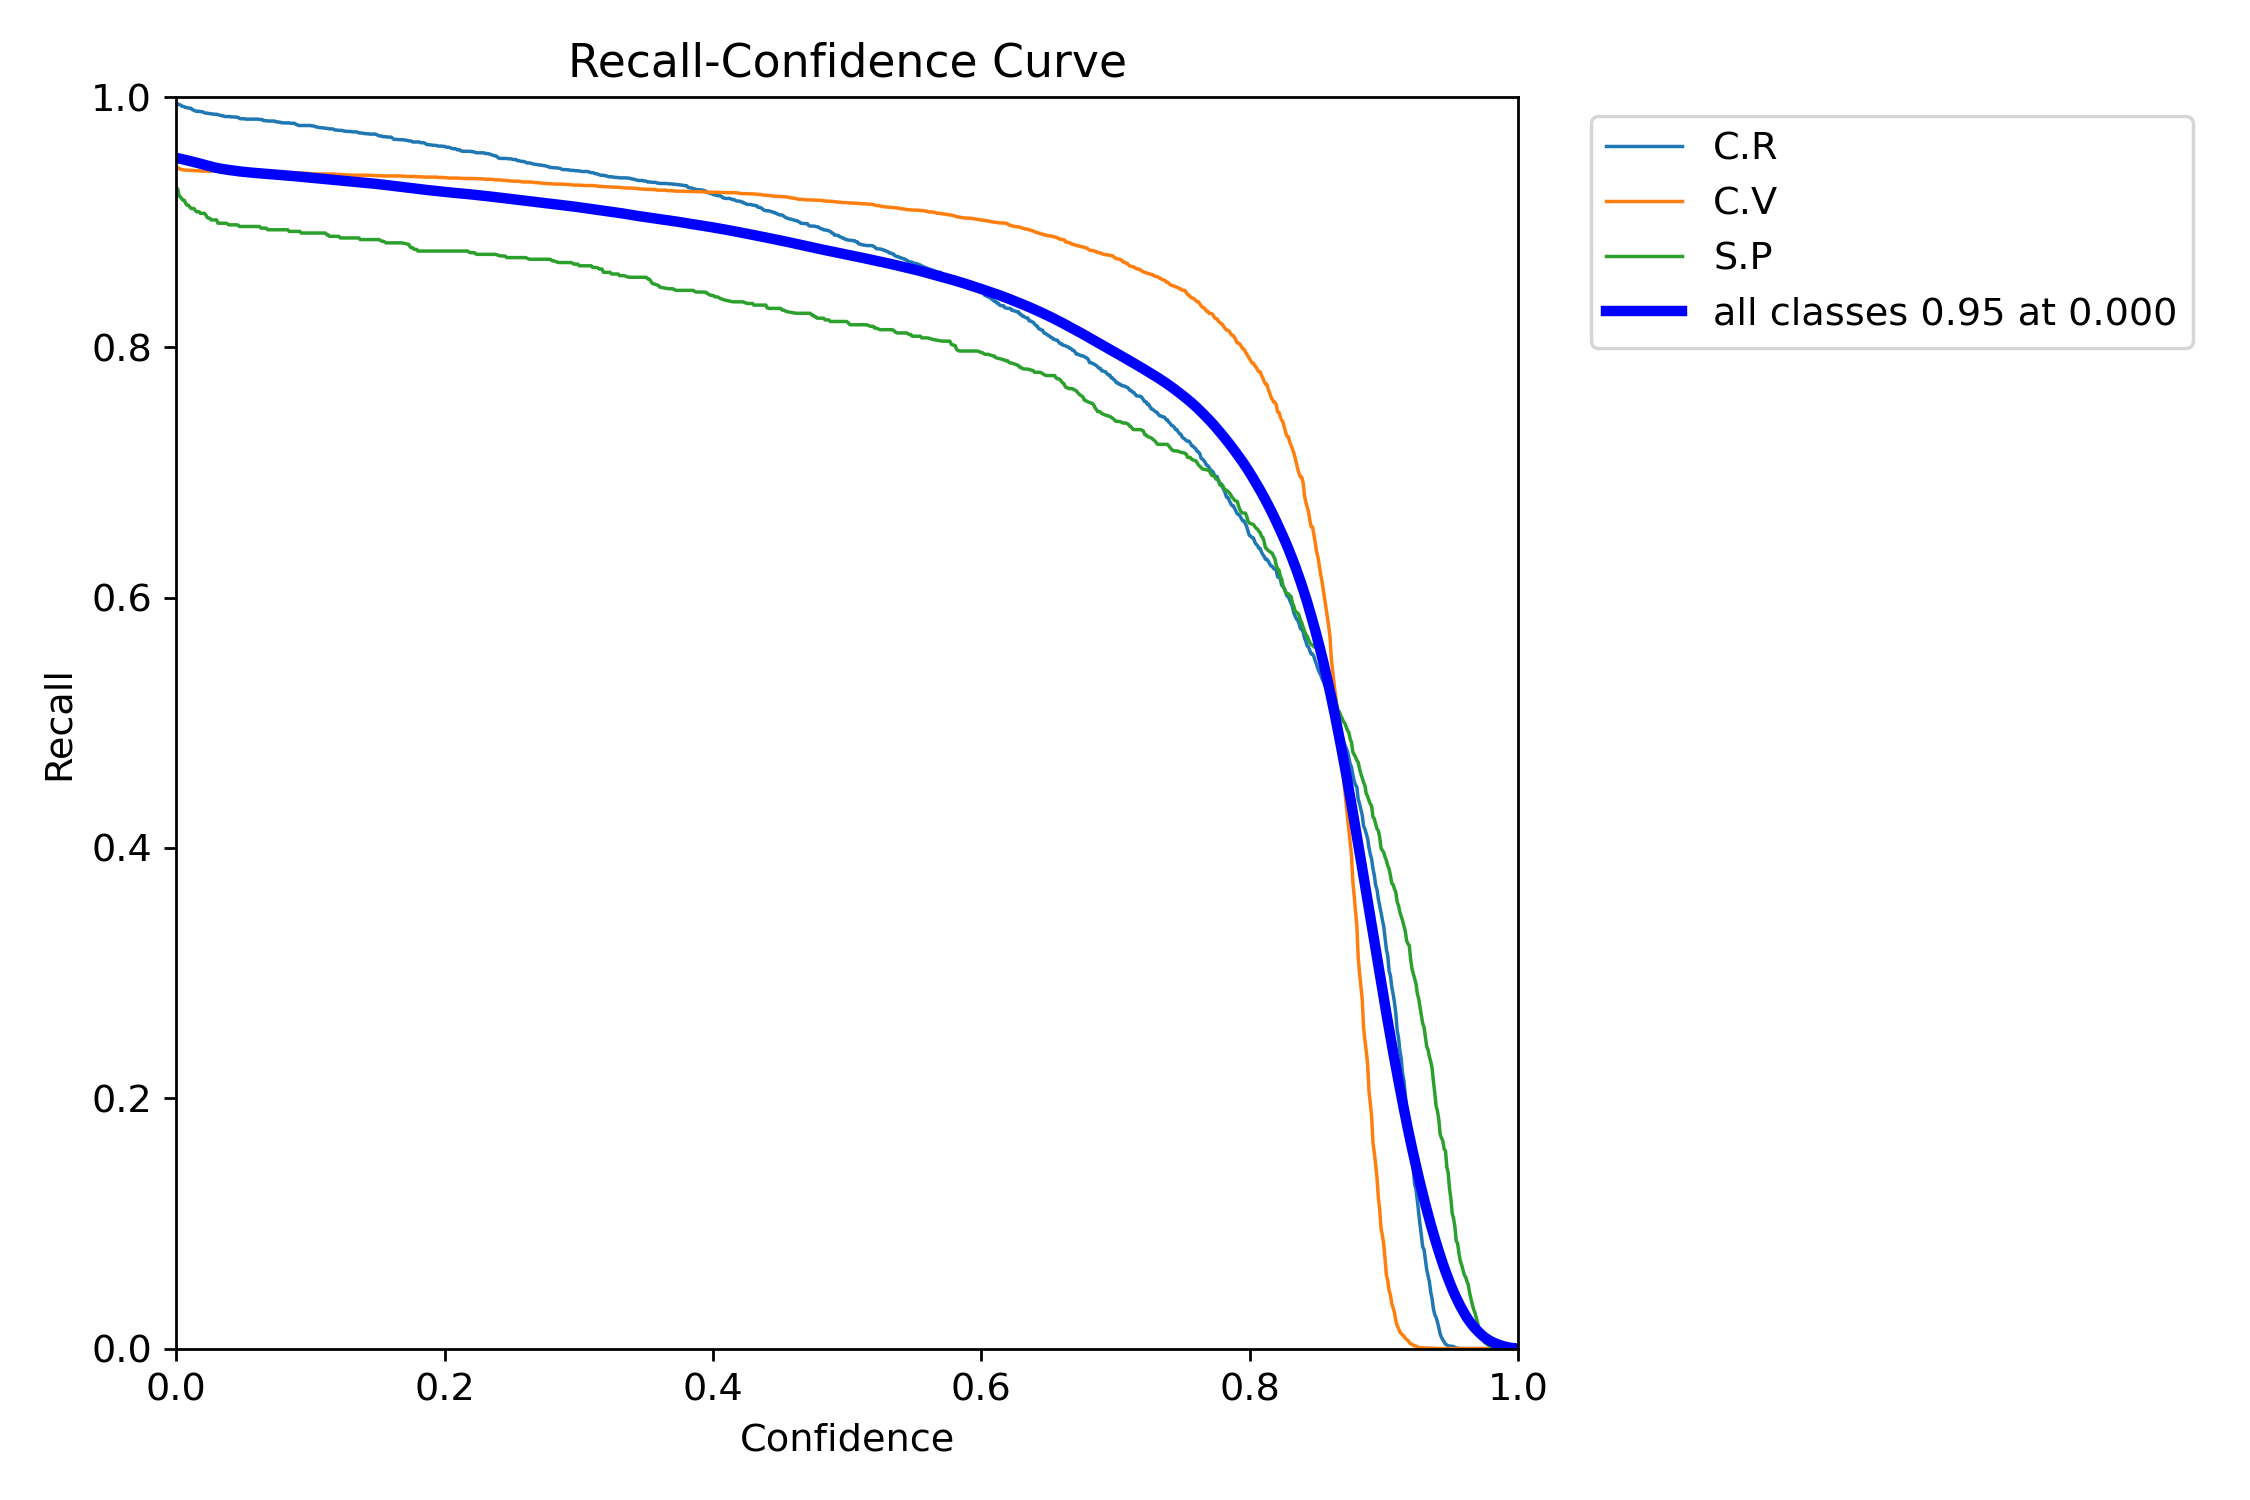 Recall-Confidence Curve
1.0
0.8
0.6
0.4
0.2
0.0
Recall
0.0 0.2 0.4 0.6 0.8 1.0
Confidence
C.R
C.V
S.P
all classes 0.95 at 0.000